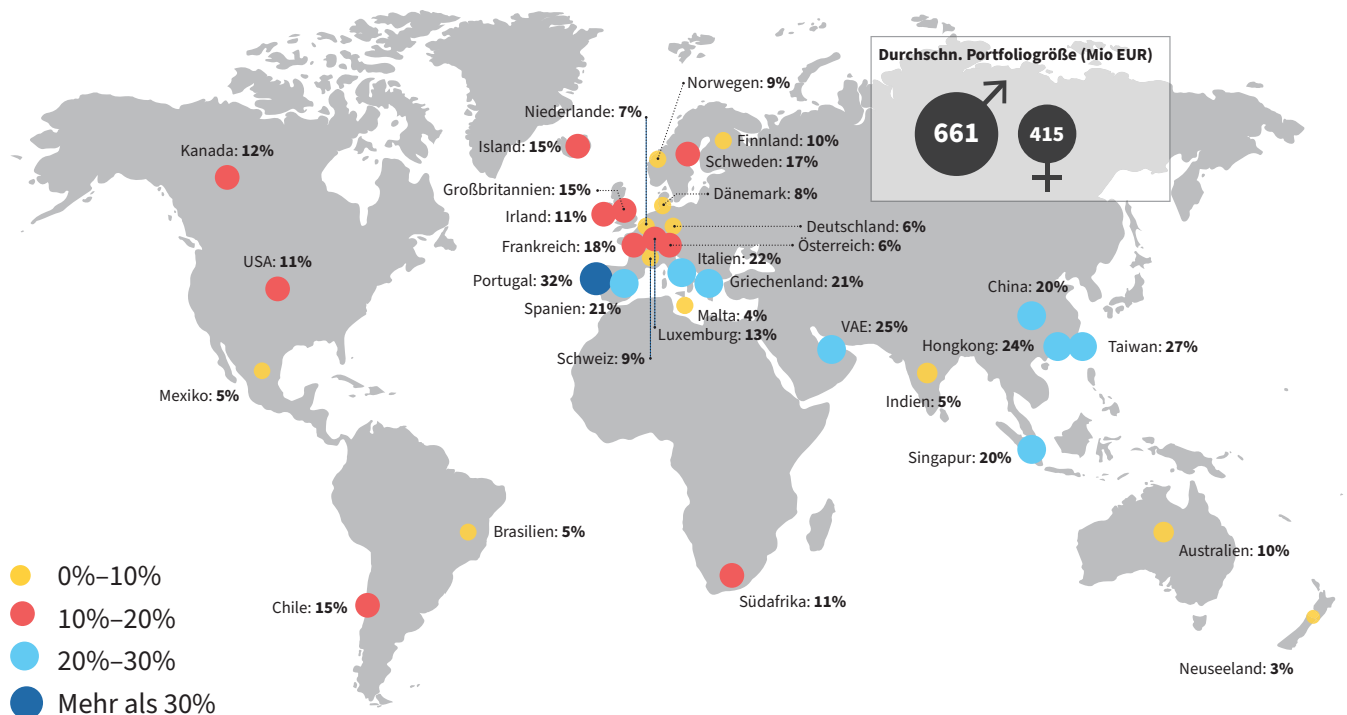 Durchschn. Portfoliogröße (Mio EUR)
661
415
Norwegen: 9%
Niederlande: 7%
Finnland: 10%
Island: 15%
Schweden: 17%
Kanada: 12%
Großbritannien: 15%
Dänemark: 8%
Irland: 11%
Deutschland: 6%
Frankreich: 18%
Österreich: 6%
USA: 11%
Italien: 22%
Portugal: 32%
Griechenland: 21%
China: 20%
Spanien: 21%
Malta: 4%
VAE: 25%
Luxemburg: 13%
Hongkong: 24%
Taiwan: 27%
Schweiz: 9%
Mexiko: 5%
Indien: 5%
Singapur: 20%
Brasilien: 5%
Australien: 10%
Südafrika: 11%
Chile: 15%
Neuseeland: 3%
0%–10%
10%–20%
20%–30%
Mehr als 30%